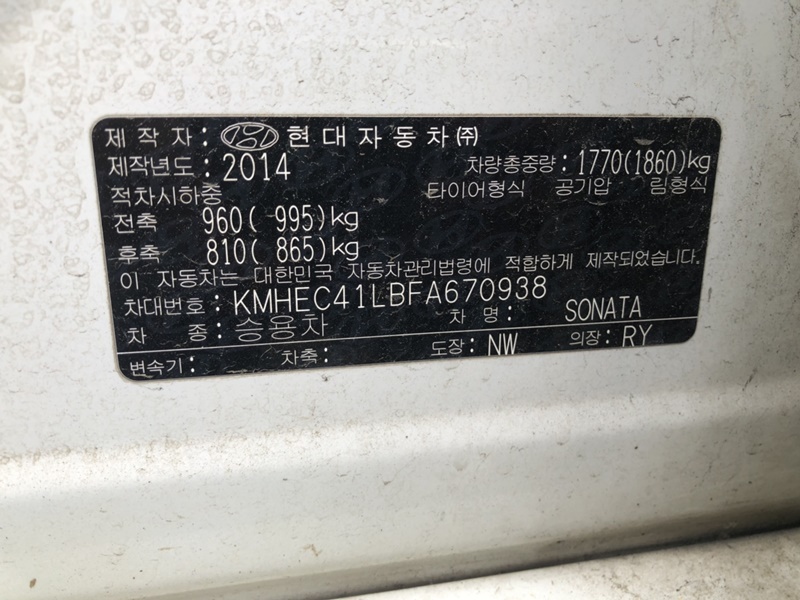 제 작 자 : 현대자동차㈜
제작년도 : 2014 차량총중량 : 1770(1860)kg
적차시하중 타이어형식 공기압 림형식
전축 960( 995)kg
후축 810( 865)kg
이 자동차는 대한민국 자동차관리법령에 적합하게 제작되었습니다.
차대번호 : KMHEC41LBFA670938
차 종 : 승용차 차 명 : SONATA
변속기 : 차축 : 도장 : NW 의장 : RY